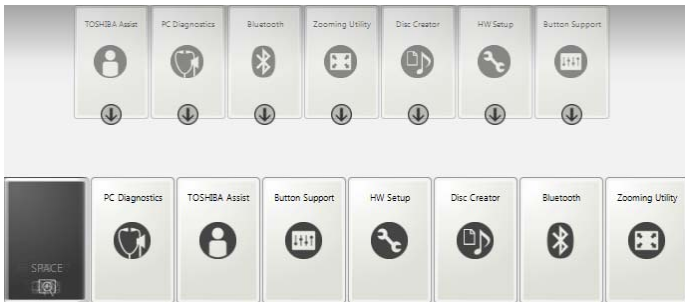 TOSHIBA Assist PC Diagnostics Bluetooth Zooming Utility Disc Creator HW Setup Button Support
PC Diagnostics TOSHIBA Assist Button Support HW Setup Disc Creator Bluetooth Zooming Utility
SPACE